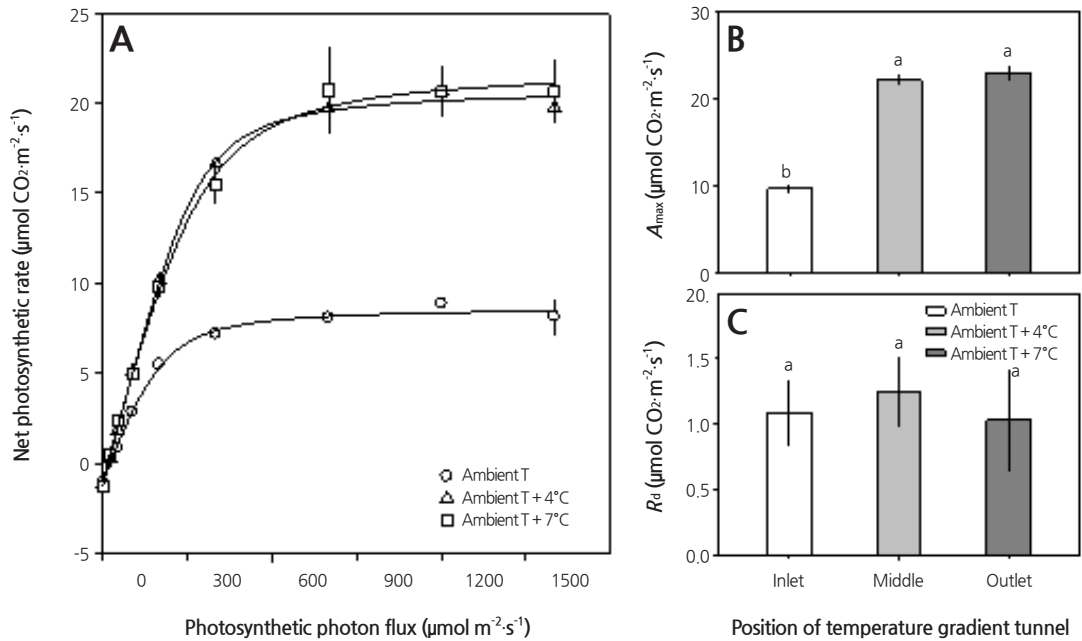 A
25
20
15
10
5
0
-5
Net photosynthetic rate (µmol CO₂·m⁻²·s⁻¹)
Ambient T
Ambient T + 4°C
Ambient T + 7°C
0 300 600 900 1200 1500
Photosynthetic photon flux (µmol m⁻²·s⁻¹)
B
30
20
10
0
Amax (µmol CO₂·m⁻²·s⁻¹)
b a a
C
20.
1.5
1.0
0.5
0.0
Rd (µmol CO₂·m⁻²·s⁻¹)
Ambient T
Ambient T + 4°C
Ambient T + 7°C
a a a
Inlet Middle Outlet
Position of temperature gradient tunnel